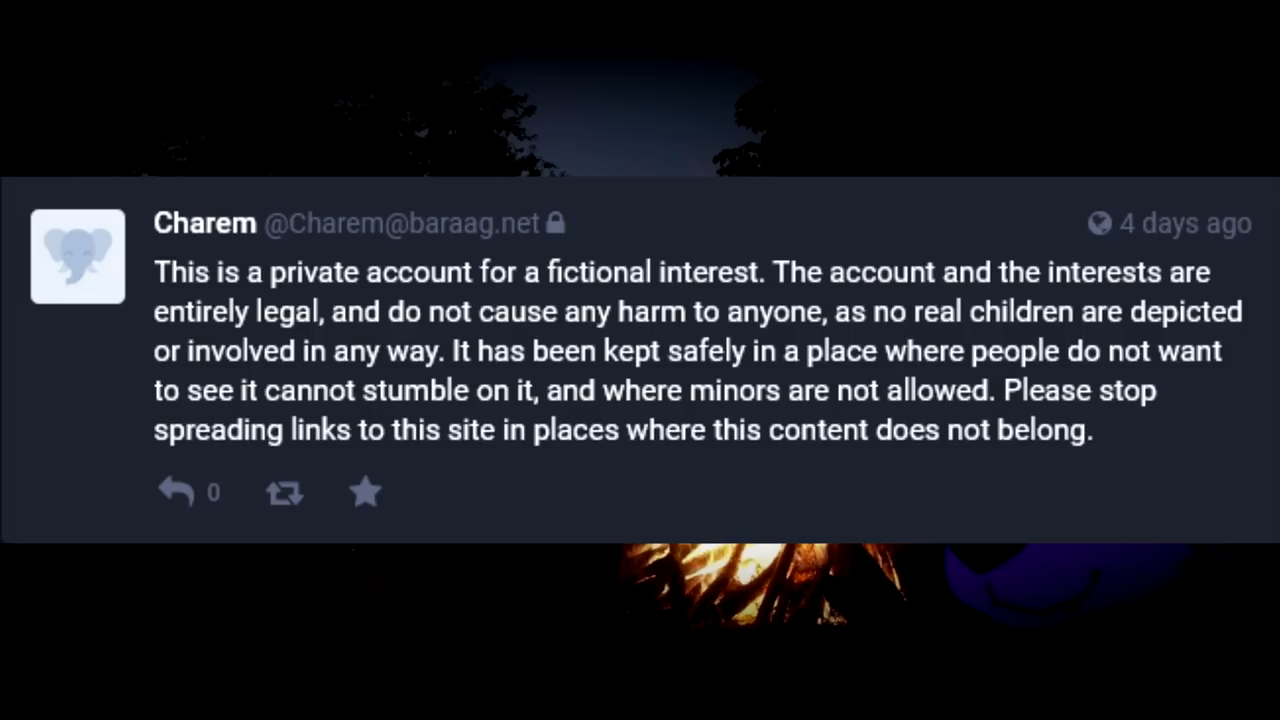 Charem @Charem@baraag.net 4 days ago
This is a private account for a fictional interest. The account and the interests are
entirely legal, and do not cause any harm to anyone, as no real children are depicted
or involved in any way. It has been kept safely in a place where people do not want
to see it cannot stumble on it, and where minors are not allowed. Please stop
spreading links to this site in places where this content does not belong.
0